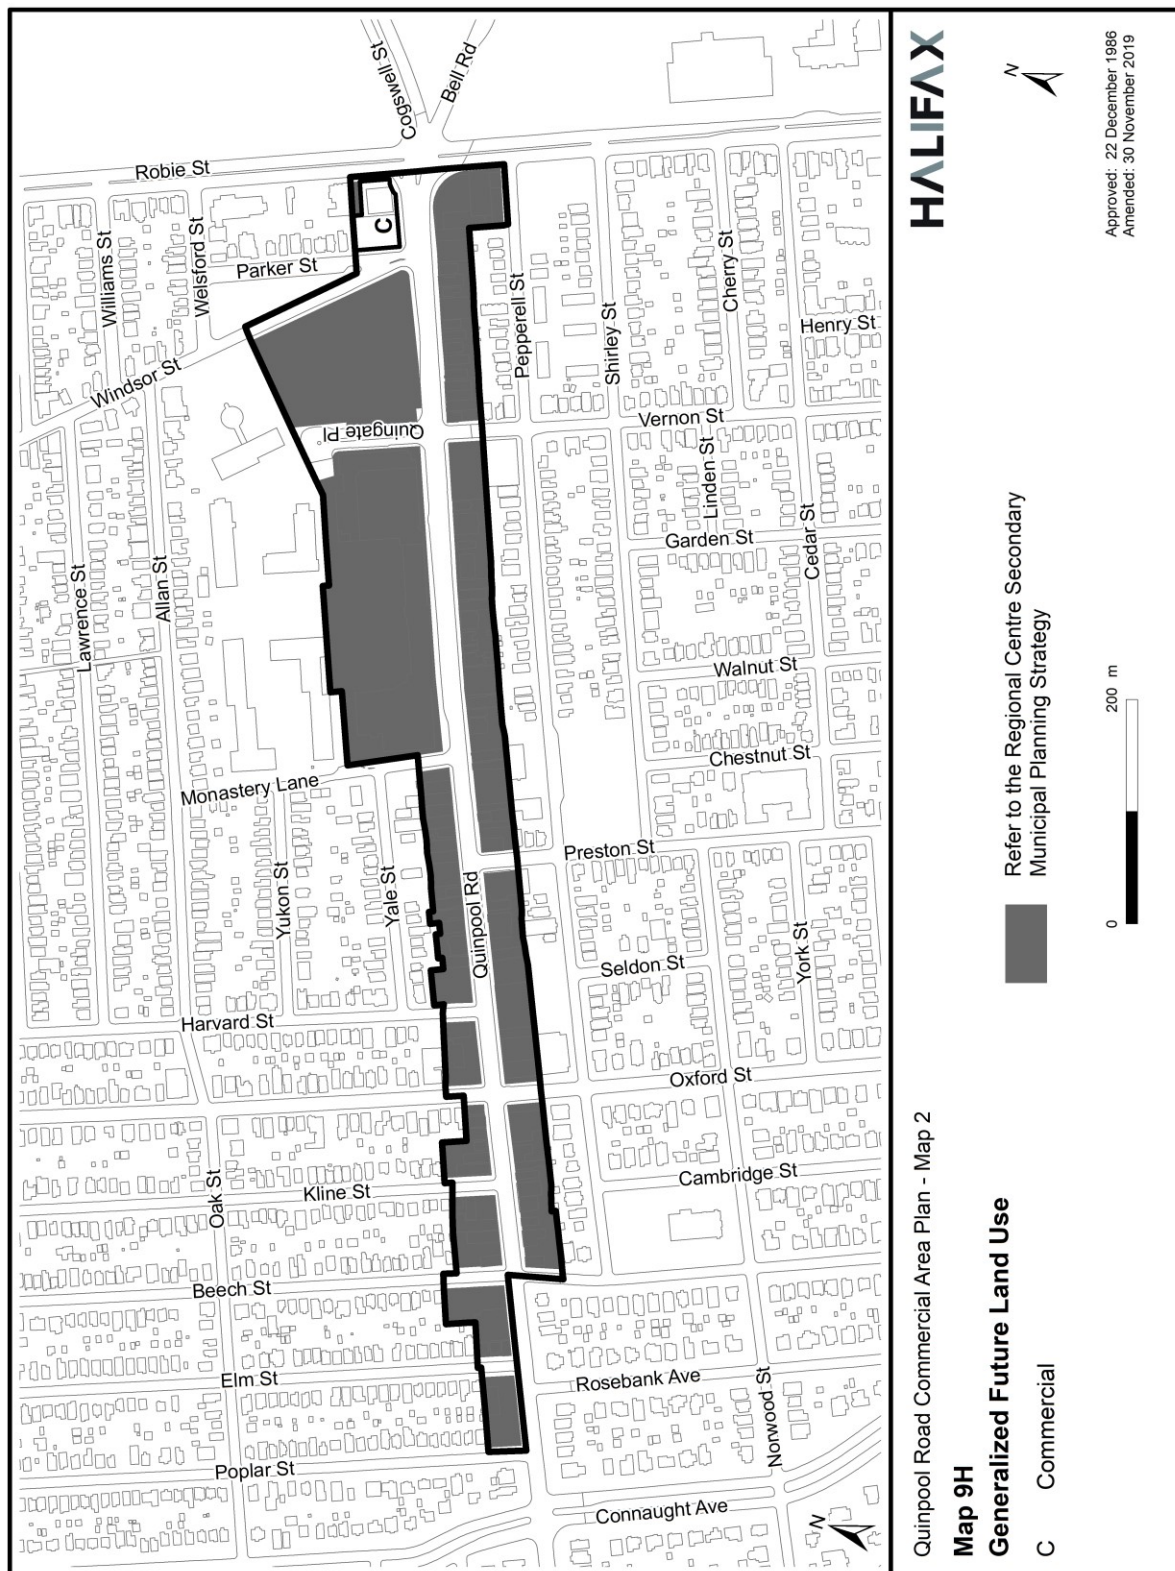 Cogswell St
Bell Rd
Robie St
Williams St
Welsford St
Parker St
C
Windsor St
Pepperell St
Shirley St
Cherry St
Henry St
Quingate Pl
Vernon St
Linden St
Lawrence St
Allan St
Garden St
Cedar St
Walnut St
Monastery Lane
Chestnut St
Yukon St
Yale St
Quinpool Rd
Preston St
Seldon St
York St
Harvard St
Oxford St
Oak St
Kline St
Cambridge St
Beech St
Elm St
Rosebank Ave
Norwood St
Poplar St
Connaught Ave
N
Quinpool Road Commercial Area Plan - Map 2
Map 9H
Generalized Future Land Use
C Commercial
Refer to the Regional Centre Secondary
Municipal Planning Strategy
0 200 m
HALIFAX
N
Approved: 22 December 1986
Amended: 30 November 2019